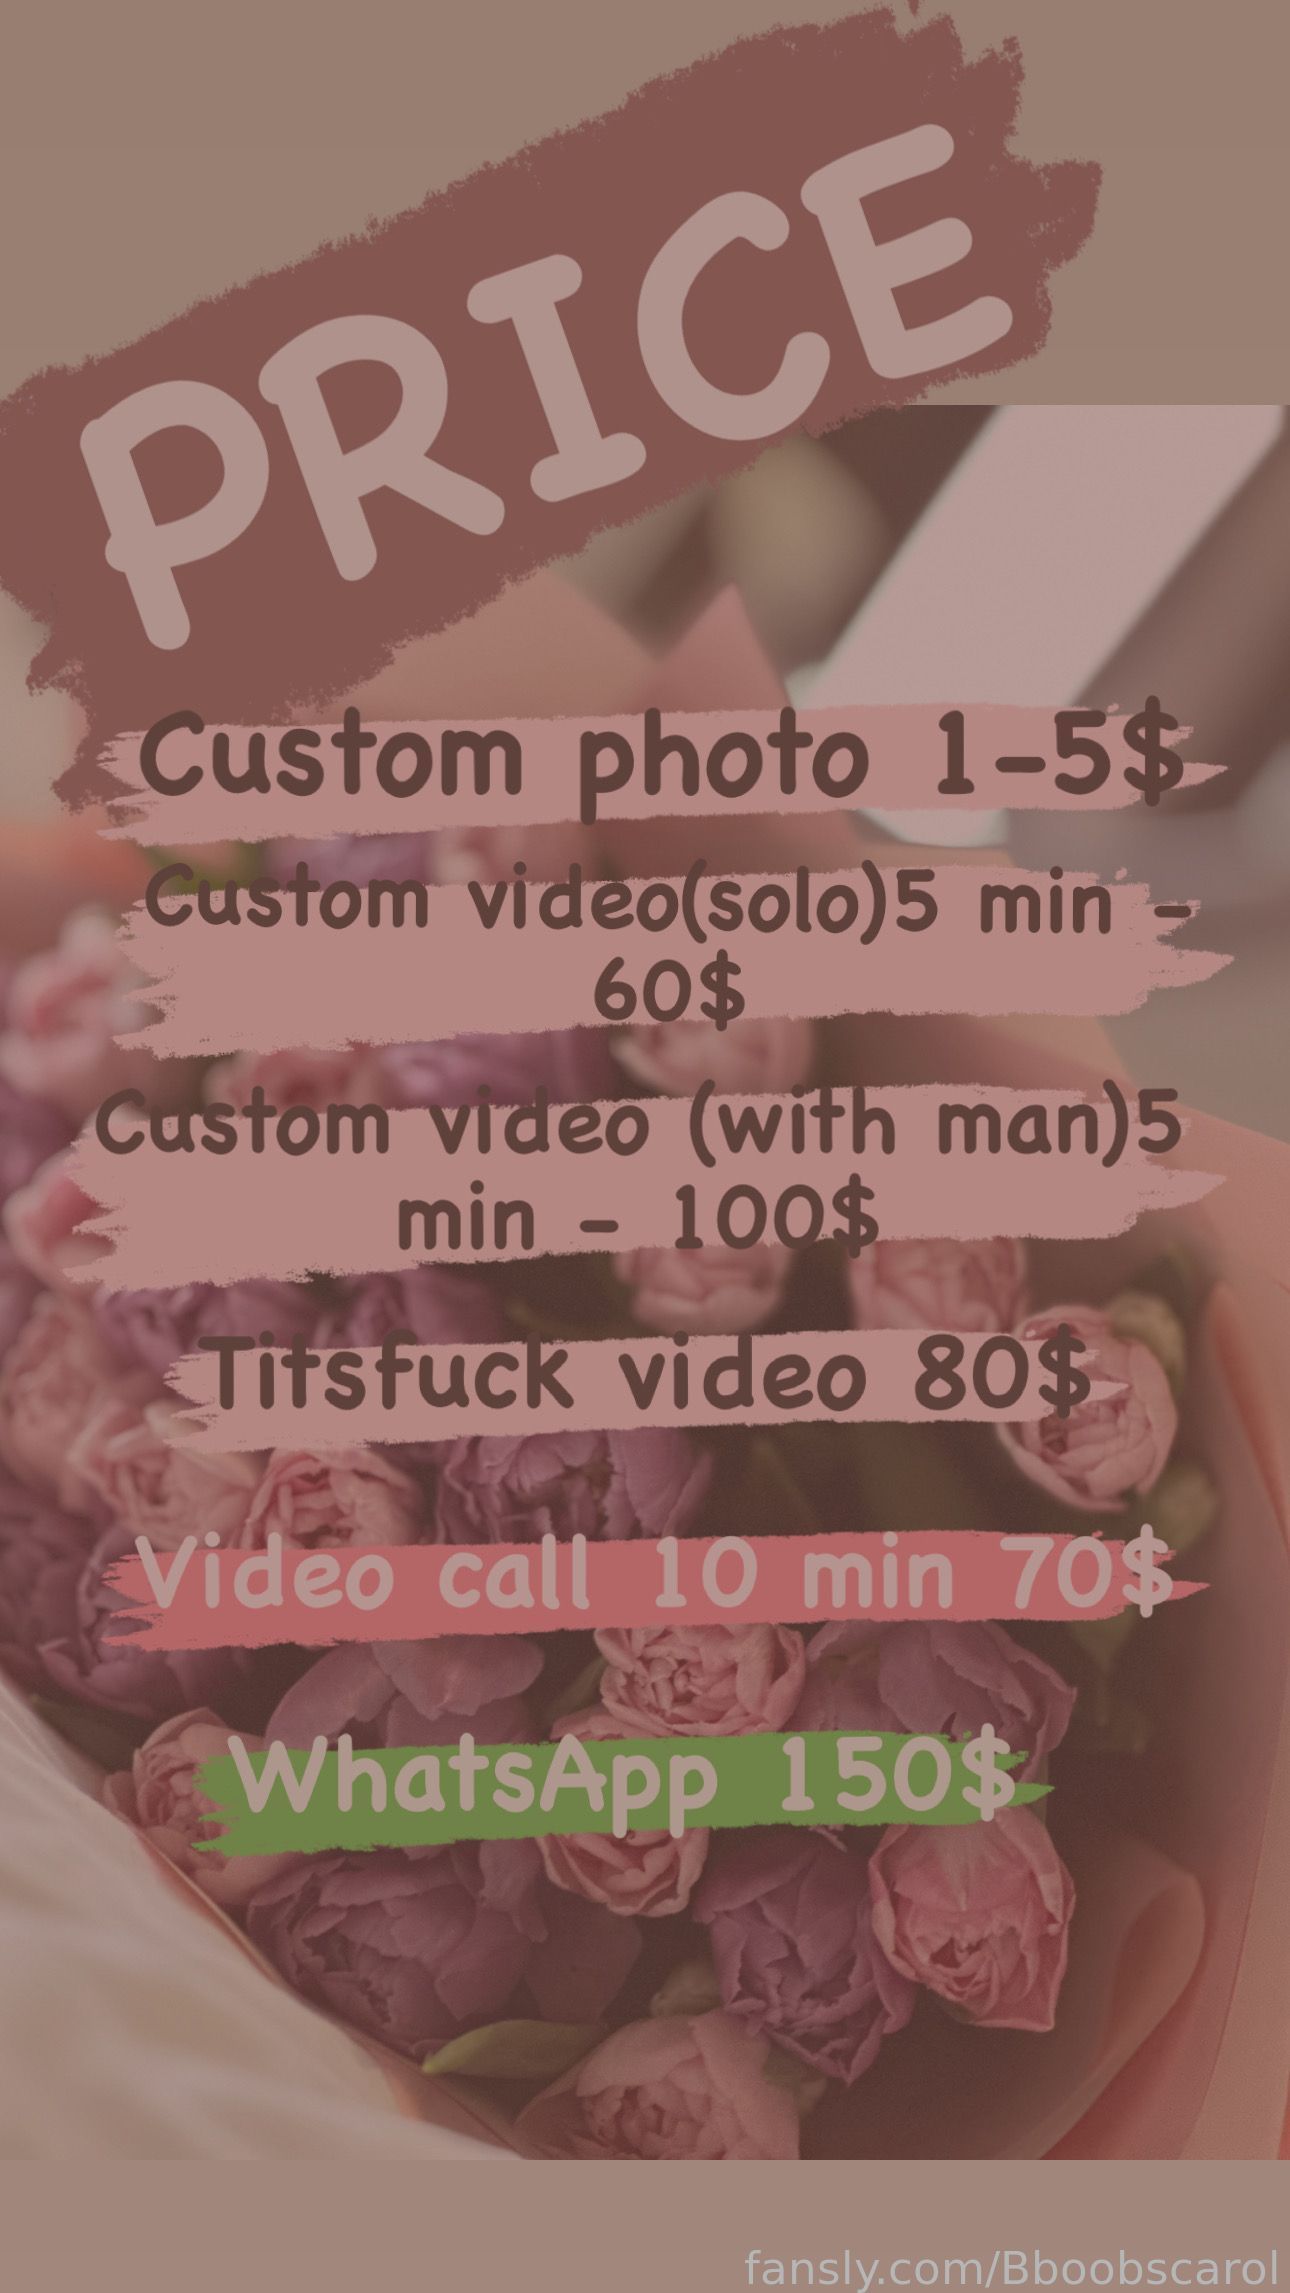 PRICE
Custom photo 1-5$
Custom video(solo)5 min -
60$
Custom video (with man)5
min - 100$
Titsfuck video 80$
Video call 10 min 70$
WhatsApp 150$
fansly.com/Bboobscarol